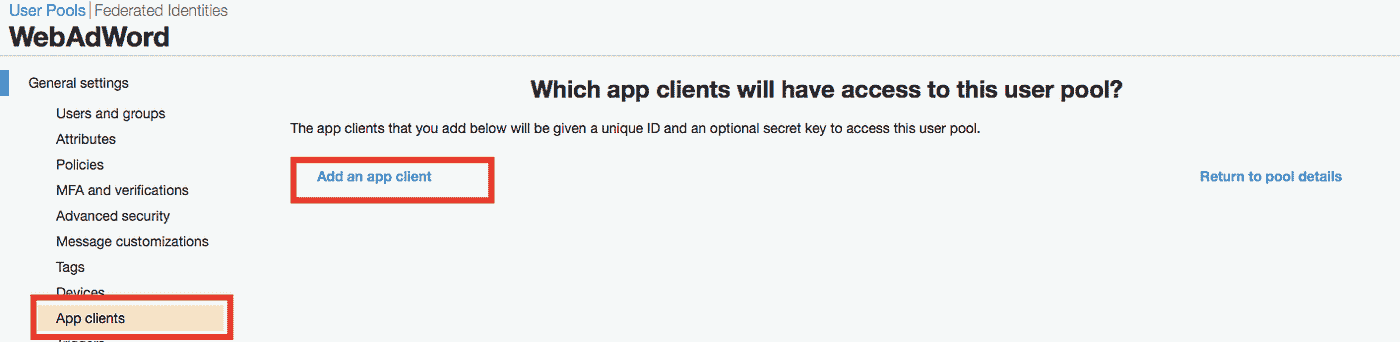 User Pools | Federated Identities
WebAdWord
General settings
Users and groups
Attributes
Policies
MFA and verifications
Advanced security
Message customizations
Tags
Devices
App clients
Which app clients will have access to this user pool?
The app clients that you add below will be given a unique ID and an optional secret key to access this user pool.
Add an app client
Return to pool details